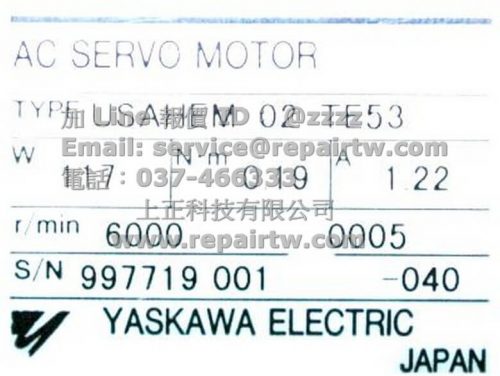 AC SERVO MOTOR
TYPE USAHEM-02-TE53
加 Line 報價 ID : @zzzz
Email: service@repairtw.com
W 117 N-m 0.19 A 1.22
電話:037-466333
上正科技有限公司
r/min 6000 0005
www.repairtw.com
S/N 997719 001 -040
YASKAWA ELECTRIC
JAPAN